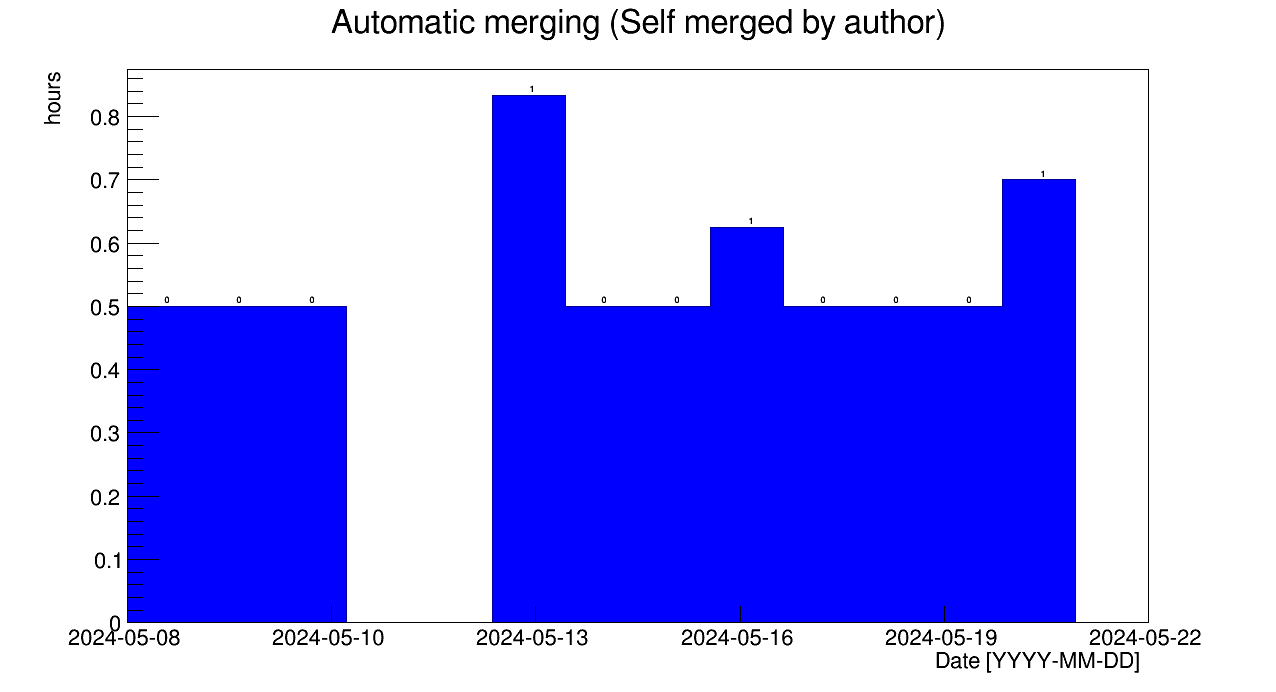 Automatic merging (Self merged by author)
hours
0.8
0.7
0.6
0.5
0.4
0.3
0.2
0.1
0
0 0 0 1 0 0 1 0 0 0 1
2024-05-08 2024-05-10 2024-05-13 2024-05-16 2024-05-19 2024-05-22
Date [YYYY-MM-DD]